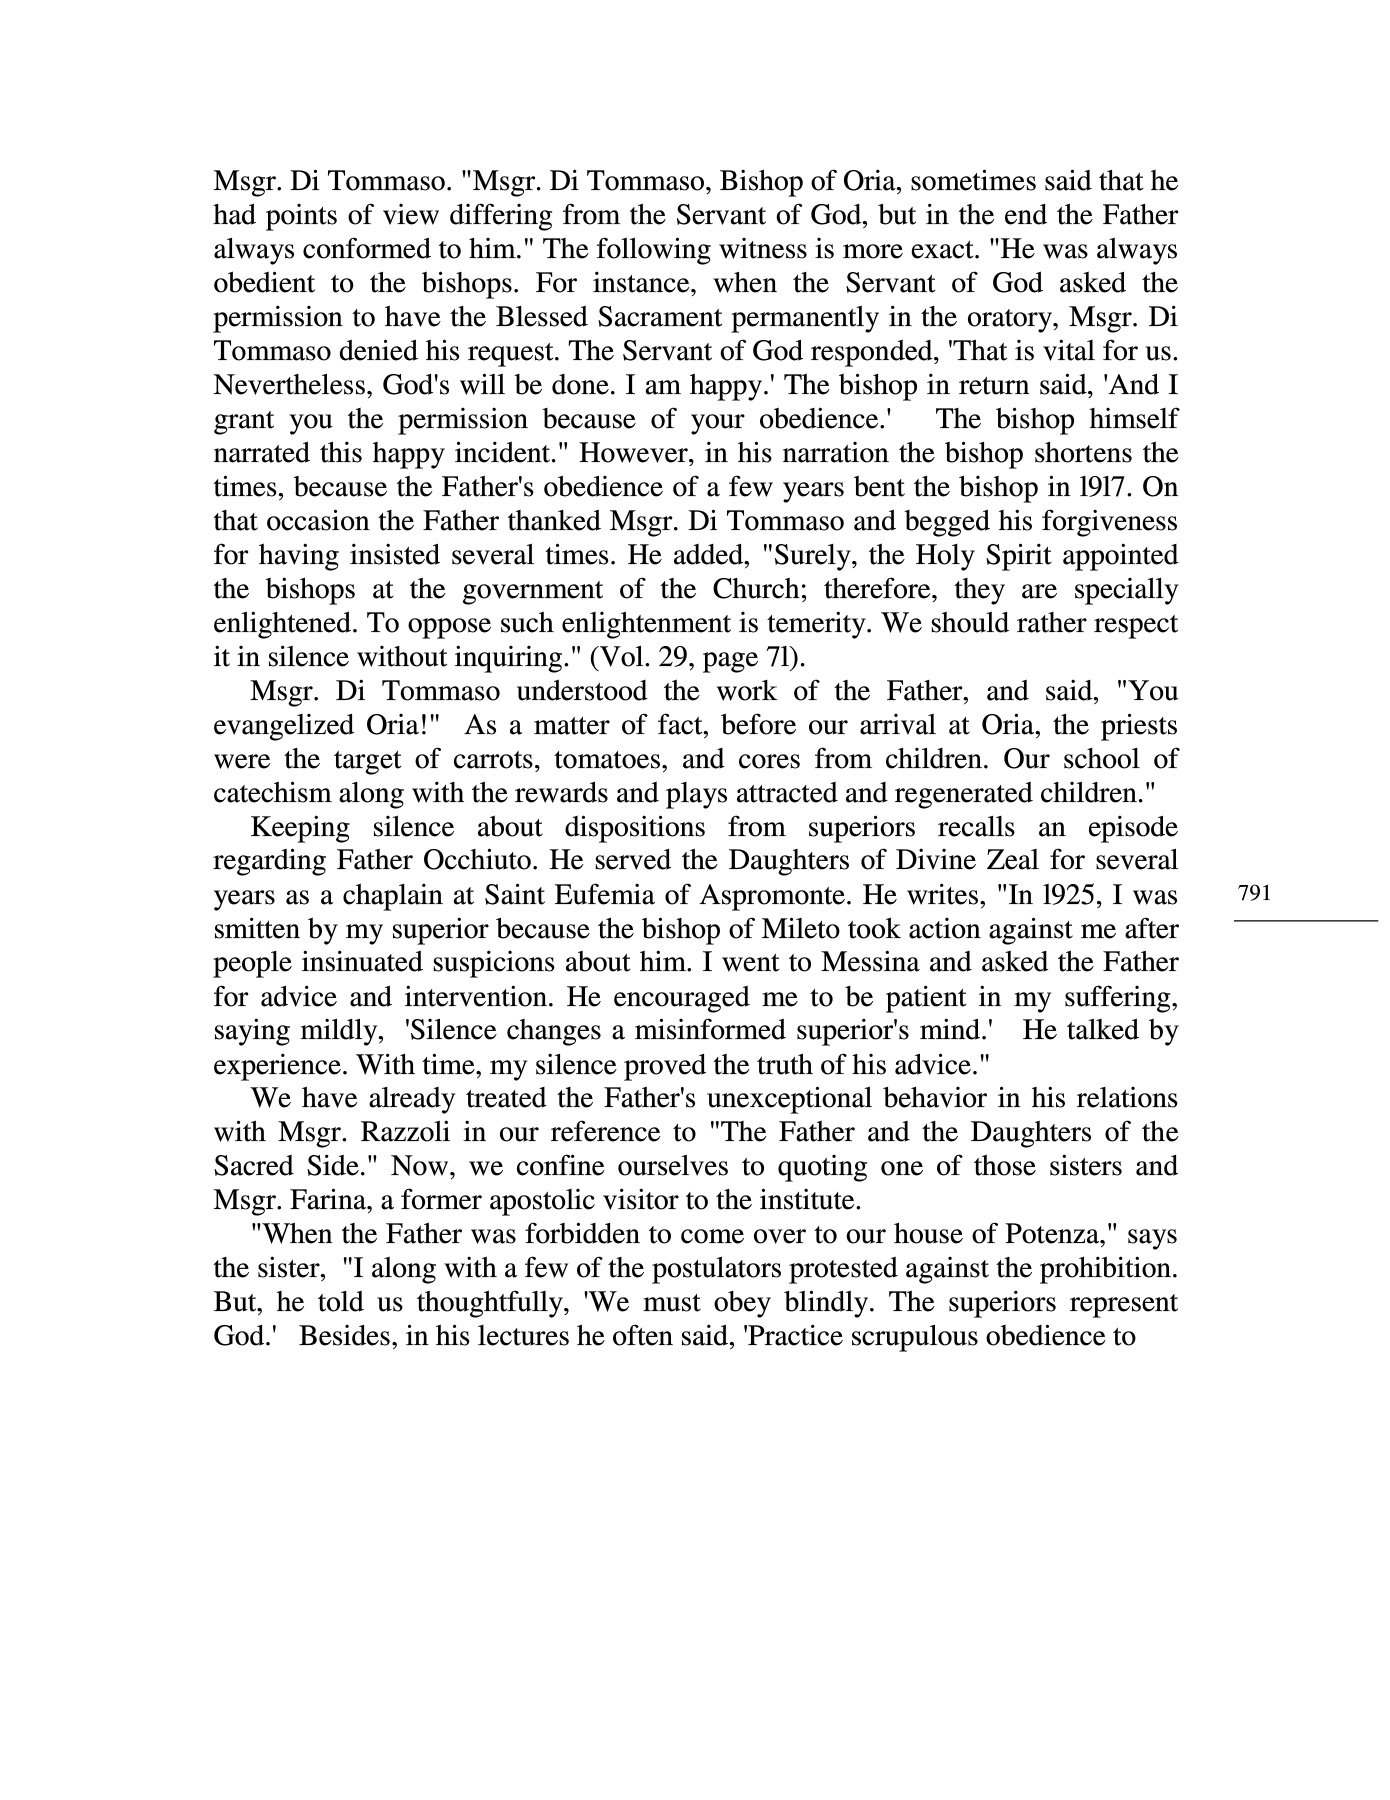 Msgr. Di Tommaso. "Msgr. Di Tommaso, Bishop of Oria, sometimes said that he
had points of view differing from the Servant of God, but in the end the Father
always conformed to him." The following witness is more exact. "He was always
obedient to the bishops. For instance, when the Servant of God asked the
permission to have the Blessed Sacrament permanently in the oratory, Msgr. Di
Tommaso denied his request. The Servant of God responded, 'That is vital for us.
Nevertheless, God's will be done. I am happy.' The bishop in return said, 'And I
grant you the permission because of your obedience.' The bishop himself
narrated this happy incident." However, in his narration the bishop shortens the
times, because the Father's obedience of a few years bent the bishop in l9l7. On
that occasion the Father thanked Msgr. Di Tommaso and begged his forgiveness
for having insisted several times. He added, "Surely, the Holy Spirit appointed
the bishops at the government of the Church; therefore, they are specially
enlightened. To oppose such enlightenment is temerity. We should rather respect
it in silence without inquiring." (Vol. 29, page 7l).
Msgr. Di Tommaso understood the work of the Father, and said, "You
evangelized Oria!" As a matter of fact, before our arrival at Oria, the priests
were the target of carrots, tomatoes, and cores from children. Our school of
catechism along with the rewards and plays attracted and regenerated children."
Keeping silence about dispositions from superiors recalls an episode
regarding Father Occhiuto. He served the Daughters of Divine Zeal for several
years as a chaplain at Saint Eufemia of Aspromonte. He writes, "In l925, I was
smitten by my superior because the bishop of Mileto took action against me after
people insinuated suspicions about him. I went to Messina and asked the Father
for advice and intervention. He encouraged me to be patient in my suffering,
saying mildly, 'Silence changes a misinformed superior's mind.' He talked by
experience. With time, my silence proved the truth of his advice."
We have already treated the Father's unexceptional behavior in his relations
with Msgr. Razzoli in our reference to "The Father and the Daughters of the
Sacred Side." Now, we confine ourselves to quoting one of those sisters and
Msgr. Farina, a former apostolic visitor to the institute.
"When the Father was forbidden to come over to our house of Potenza," says
the sister, "I along with a few of the postulators protested against the prohibition.
But, he told us thoughtfully, 'We must obey blindly. The superiors represent
God.' Besides, in his lectures he often said, 'Practice scrupulous obedience to
791